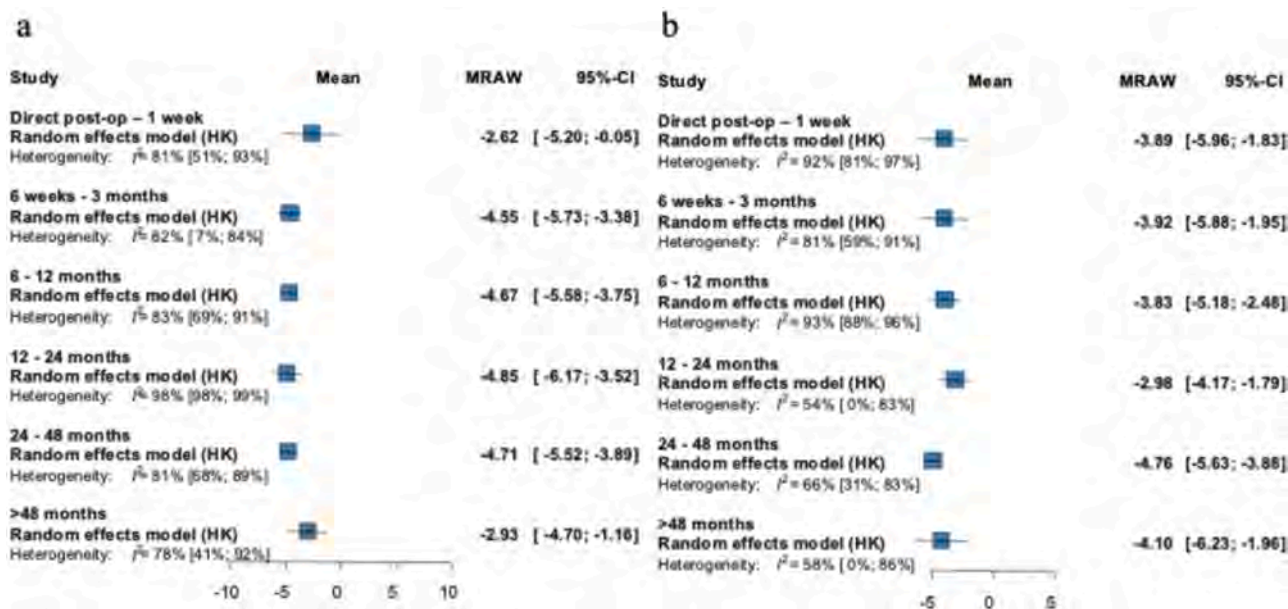 a
Study Mean MRAW 95%-CI
Direct post-op – 1 week
Random effects model (HK) -2.62 [ -5.20; -0.05]
Heterogeneity: I²= 81% [51%; 93%]
6 weeks - 3 months
Random effects model (HK) -4.55 [ -5.73; -3.38]
Heterogeneity: I²= 62% [ 7%; 84%]
6 - 12 months
Random effects model (HK) -4.67 [ -5.58; -3.75]
Heterogeneity: I²= 83% [69%; 91%]
12 - 24 months
Random effects model (HK) -4.85 [ -6.17; -3.52]
Heterogeneity: I²= 98% [98%; 99%]
24 - 48 months
Random effects model (HK) -4.71 [ -5.52; -3.89]
Heterogeneity: I²= 81% [68%; 89%]
>48 months
Random effects model (HK) -2.93 [ -4.70; -1.16]
Heterogeneity: I²= 78% [41%; 92%]
-10 -5 0 5 10
b
Study Mean MRAW 95%-CI
Direct post-op – 1 week
Random effects model (HK) -3.89 [-5.96; -1.83]
Heterogeneity: I² = 92% [81%; 97%]
6 weeks - 3 months
Random effects model (HK) -3.92 [-5.88; -1.95]
Heterogeneity: I² = 81% [59%; 91%]
6 - 12 months
Random effects model (HK) -3.83 [-5.18; -2.48]
Heterogeneity: I² = 93% [88%; 96%]
12 - 24 months
Random effects model (HK) -2.98 [-4.17; -1.79]
Heterogeneity: I² = 54% [ 0%; 83%]
24 - 48 months
Random effects model (HK) -4.76 [-5.63; -3.88]
Heterogeneity: I² = 66% [31%; 83%]
>48 months
Random effects model (HK) -4.10 [-6.23; -1.96]
Heterogeneity: I² = 58% [ 0%; 86%]
-5 0 5